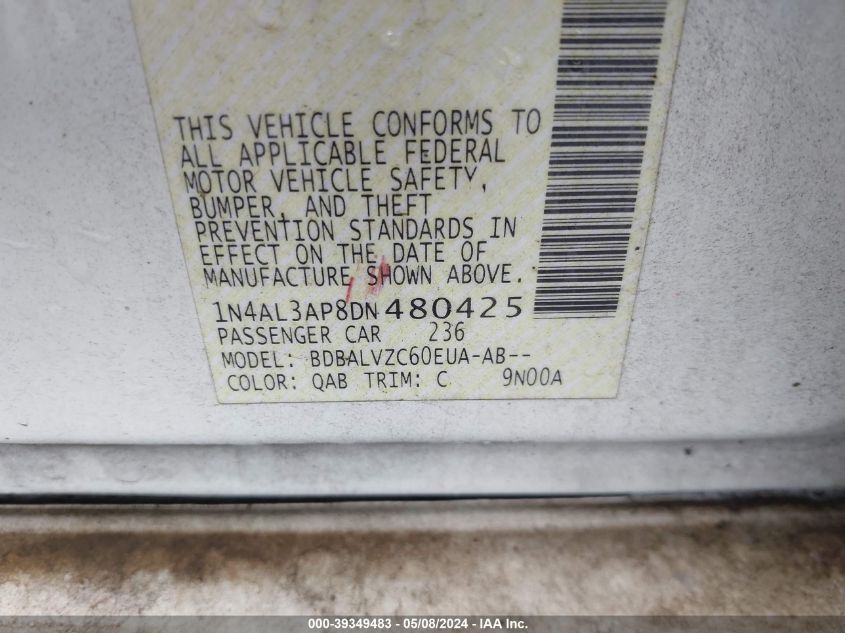 THIS VEHICLE CONFORMS TO
ALL APPLICABLE FEDERAL
MOTOR VEHICLE SAFETY,
BUMPER, AND THEFT
PREVENTION STANDARDS IN
EFFECT ON THE DATE OF
MANUFACTURE SHOWN ABOVE.
1N4AL3AP8DN480425
PASSENGER CAR 236
MODEL: BDBALVZC60EUA-AB--
COLOR: QAB TRIM: C 9N00A
000-39349483 - 05/08/2024 - IAA Inc.